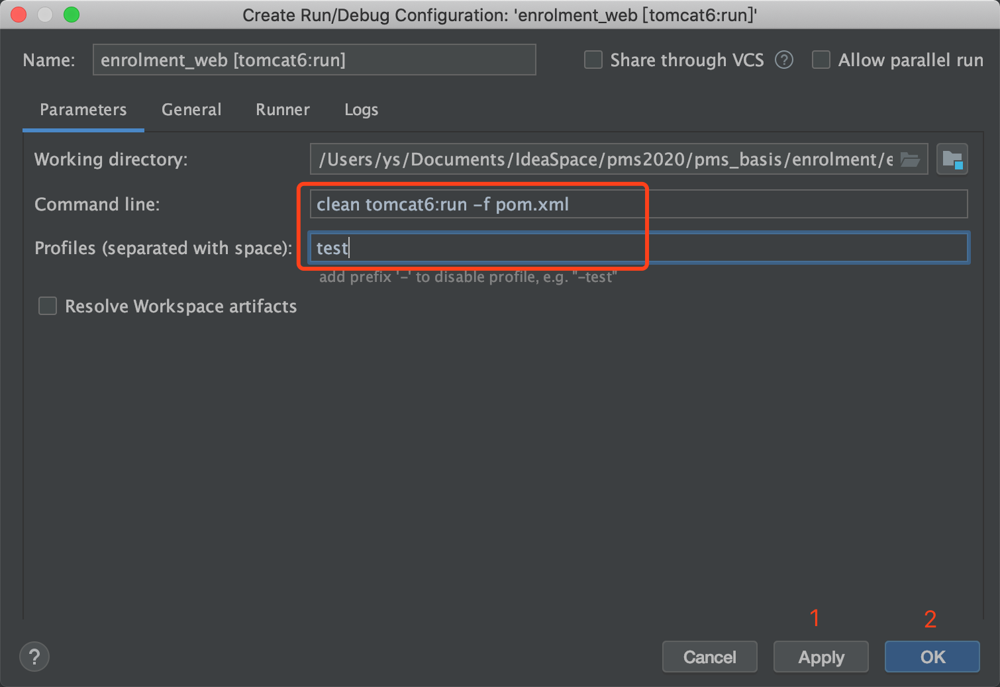 Create Run/Debug Configuration: 'enrolment_web [tomcat6:run]'
Name: enrolment_web [tomcat6:run] Share through VCS ? Allow parallel run
Parameters General Runner Logs
Working directory: /Users/ys/Documents/IdeaSpace/pms2020/pms_basis/enrolment/e
Command line: clean tomcat6:run -f pom.xml
Profiles (separated with space): test
add prefix '-' to disable profile, e.g. "-test"
Resolve Workspace artifacts
1 2
? Cancel Apply OK